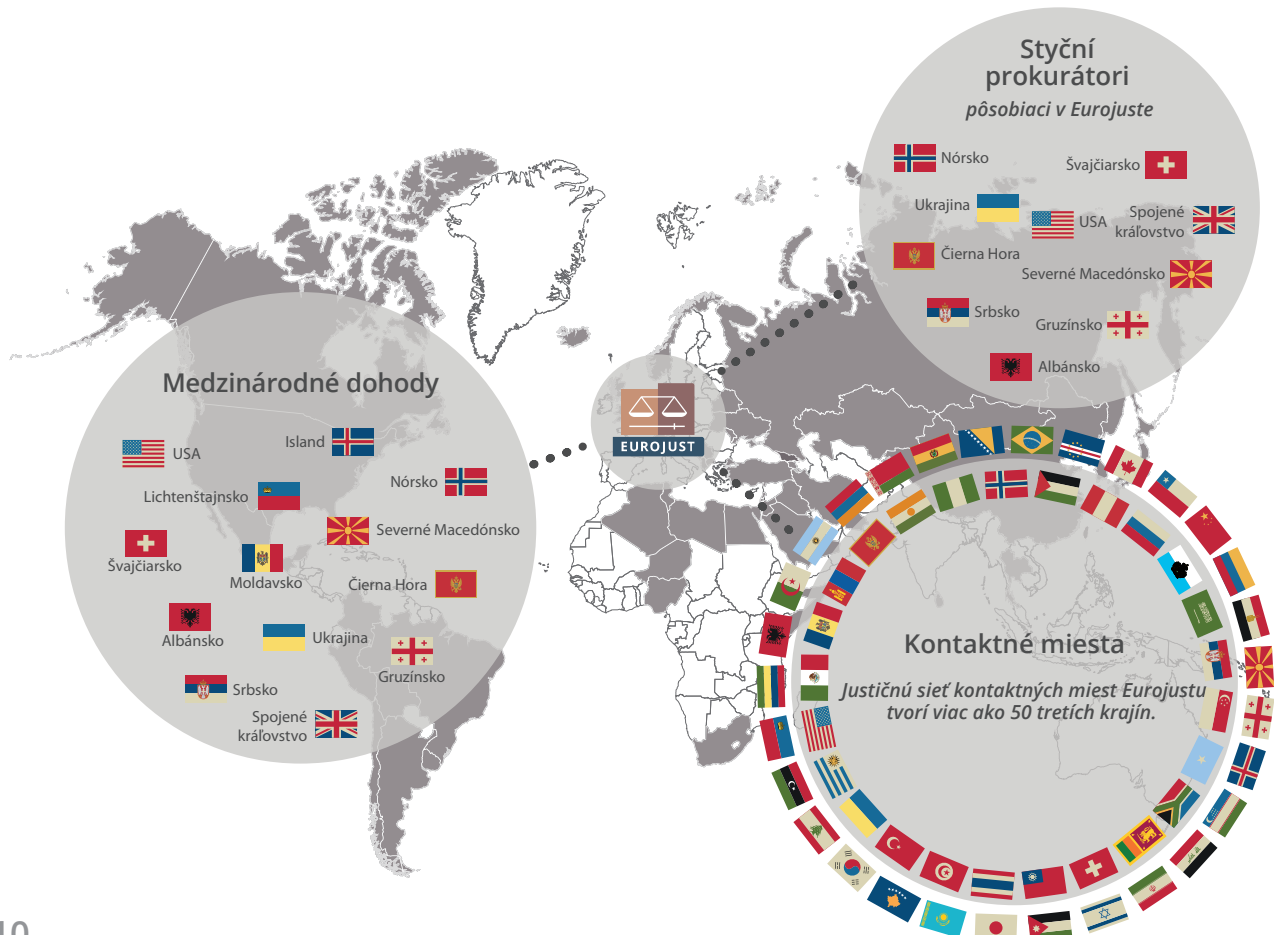 Styční
prokurátori
pôsobiaci v Eurojuste
Nórsko
Švajčiarsko
Ukrajina
USA
Spojené
kráľovstvo
Čierna Hora
Severné Macedónsko
Srbsko
Gruzínsko
Albánsko
Medzinárodné dohody
USA
Island
Nórsko
Lichtenštajnsko
Severné Macedónsko
Švajčiarsko
Moldavsko
Čierna Hora
Albánsko
Ukrajina
Gruzínsko
Srbsko
Spojené
kráľovstvo
EUROJUST
Kontaktné miesta
Justičnú sieť kontaktných miest Eurojustu
tvorí viac ako 50 tretích krajín.
10